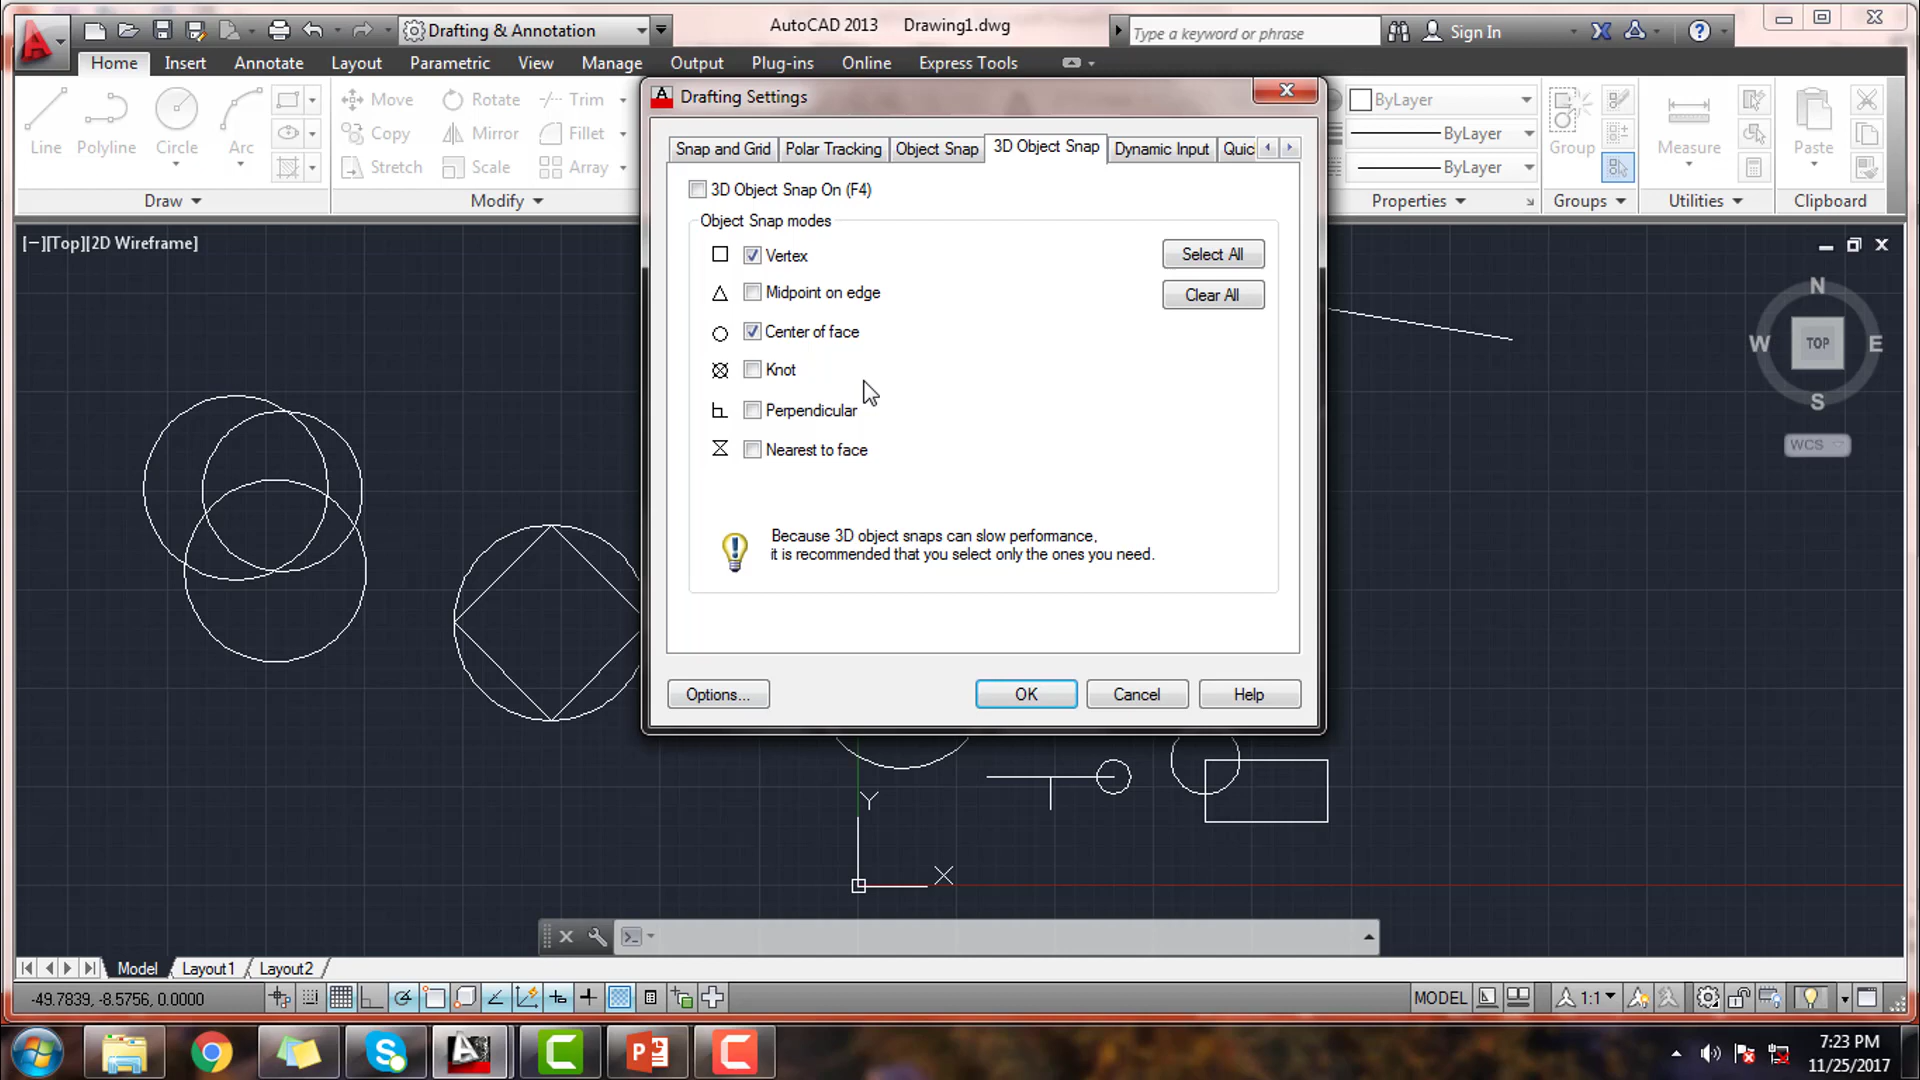 Drafting & Annotation
AutoCAD 2013 Drawing1.dwg
Type a keyword or phrase
Sign In
Home Insert Annotate Layout Parametric View Manage Output Plug-ins Online Express Tools
Line Polyline Circle Arc
Move Rotate Trim
Copy Mirror Fillet
Stretch Scale Array
ByLayer
ByLayer
ByLayer
Group Measure Paste
Draw Modify Properties Groups Utilities Clipboard
Drafting Settings
Snap and Grid Polar Tracking Object Snap 3D Object Snap Dynamic Input Quic
3D Object Snap On (F4)
Object Snap modes
Vertex
Midpoint on edge
Center of face
Knot
Perpendicular
Nearest to face
Select All
Clear All
Because 3D object snaps can slow performance,
it is recommended that you select only the ones you need.
Options... OK Cancel Help
[−][Top][2D Wireframe]
N
W TOP E
S
WCS
Y
X
Model Layout1 Layout2
-49.7839, -8.5756, 0.0000
MODEL 1:1
7:23 PM
11/25/2017